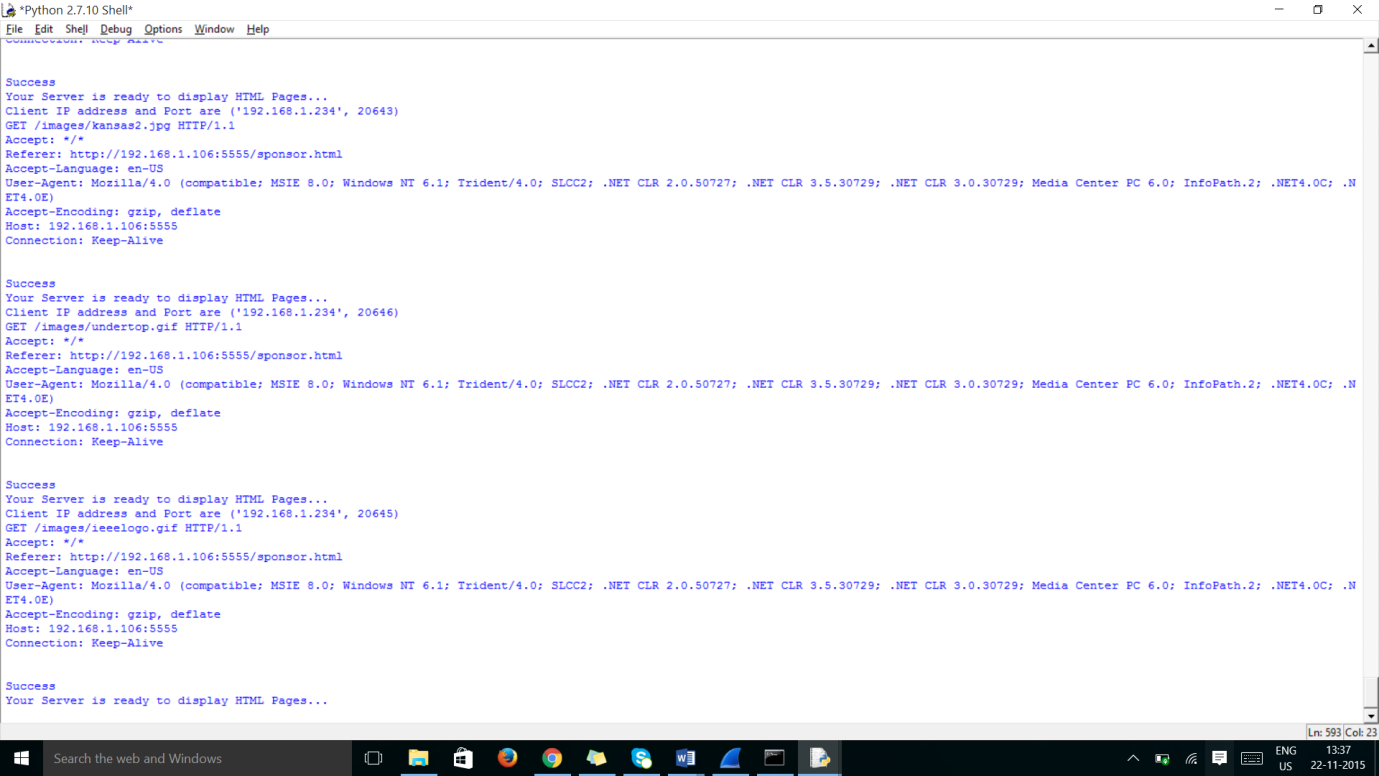 *Python 2.7.10 Shell*
File Edit Shell Debug Options Window Help
Connection: Keep-Alive
Success
Your Server is ready to display HTML Pages...
Client IP address and Port are ('192.168.1.234', 20643)
GET /images/kansas2.jpg HTTP/1.1
Accept: */*
Referer: http://192.168.1.106:5555/sponsor.html
Accept-Language: en-US
User-Agent: Mozilla/4.0 (compatible; MSIE 8.0; Windows NT 6.1; Trident/4.0; SLCC2; .NET CLR 2.0.50727; .NET CLR 3.5.30729; .NET CLR 3.0.30729; Media Center PC 6.0; InfoPath.2; .NET4.0C; .N
ET4.0E)
Accept-Encoding: gzip, deflate
Host: 192.168.1.106:5555
Connection: Keep-Alive
Success
Your Server is ready to display HTML Pages...
Client IP address and Port are ('192.168.1.234', 20646)
GET /images/undertop.gif HTTP/1.1
Accept: */*
Referer: http://192.168.1.106:5555/sponsor.html
Accept-Language: en-US
User-Agent: Mozilla/4.0 (compatible; MSIE 8.0; Windows NT 6.1; Trident/4.0; SLCC2; .NET CLR 2.0.50727; .NET CLR 3.5.30729; .NET CLR 3.0.30729; Media Center PC 6.0; InfoPath.2; .NET4.0C; .N
ET4.0E)
Accept-Encoding: gzip, deflate
Host: 192.168.1.106:5555
Connection: Keep-Alive
Success
Your Server is ready to display HTML Pages...
Client IP address and Port are ('192.168.1.234', 20645)
GET /images/ieeelogo.gif HTTP/1.1
Accept: */*
Referer: http://192.168.1.106:5555/sponsor.html
Accept-Language: en-US
User-Agent: Mozilla/4.0 (compatible; MSIE 8.0; Windows NT 6.1; Trident/4.0; SLCC2; .NET CLR 2.0.50727; .NET CLR 3.5.30729; .NET CLR 3.0.30729; Media Center PC 6.0; InfoPath.2; .NET4.0C; .N
ET4.0E)
Accept-Encoding: gzip, deflate
Host: 192.168.1.106:5555
Connection: Keep-Alive
Success
Your Server is ready to display HTML Pages...
Ln: 593 Col: 23
Search the web and Windows
ENG
US
13:37
22-11-2015